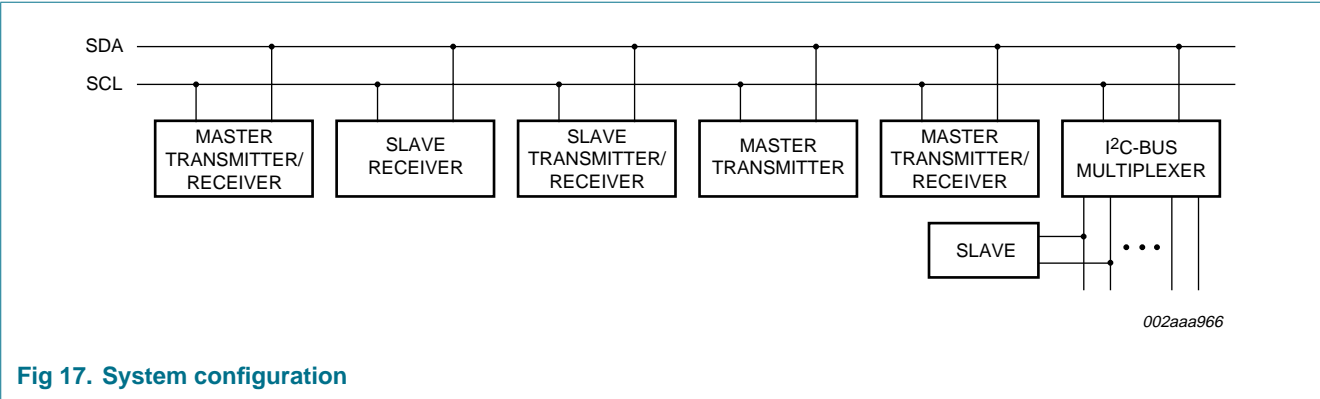 SDA
SCL
MASTER
TRANSMITTER/
RECEIVER
SLAVE
RECEIVER
SLAVE
TRANSMITTER/
RECEIVER
MASTER
TRANSMITTER
MASTER
TRANSMITTER/
RECEIVER
I²C-BUS
MULTIPLEXER
SLAVE
002aaa966
Fig 17. System configuration